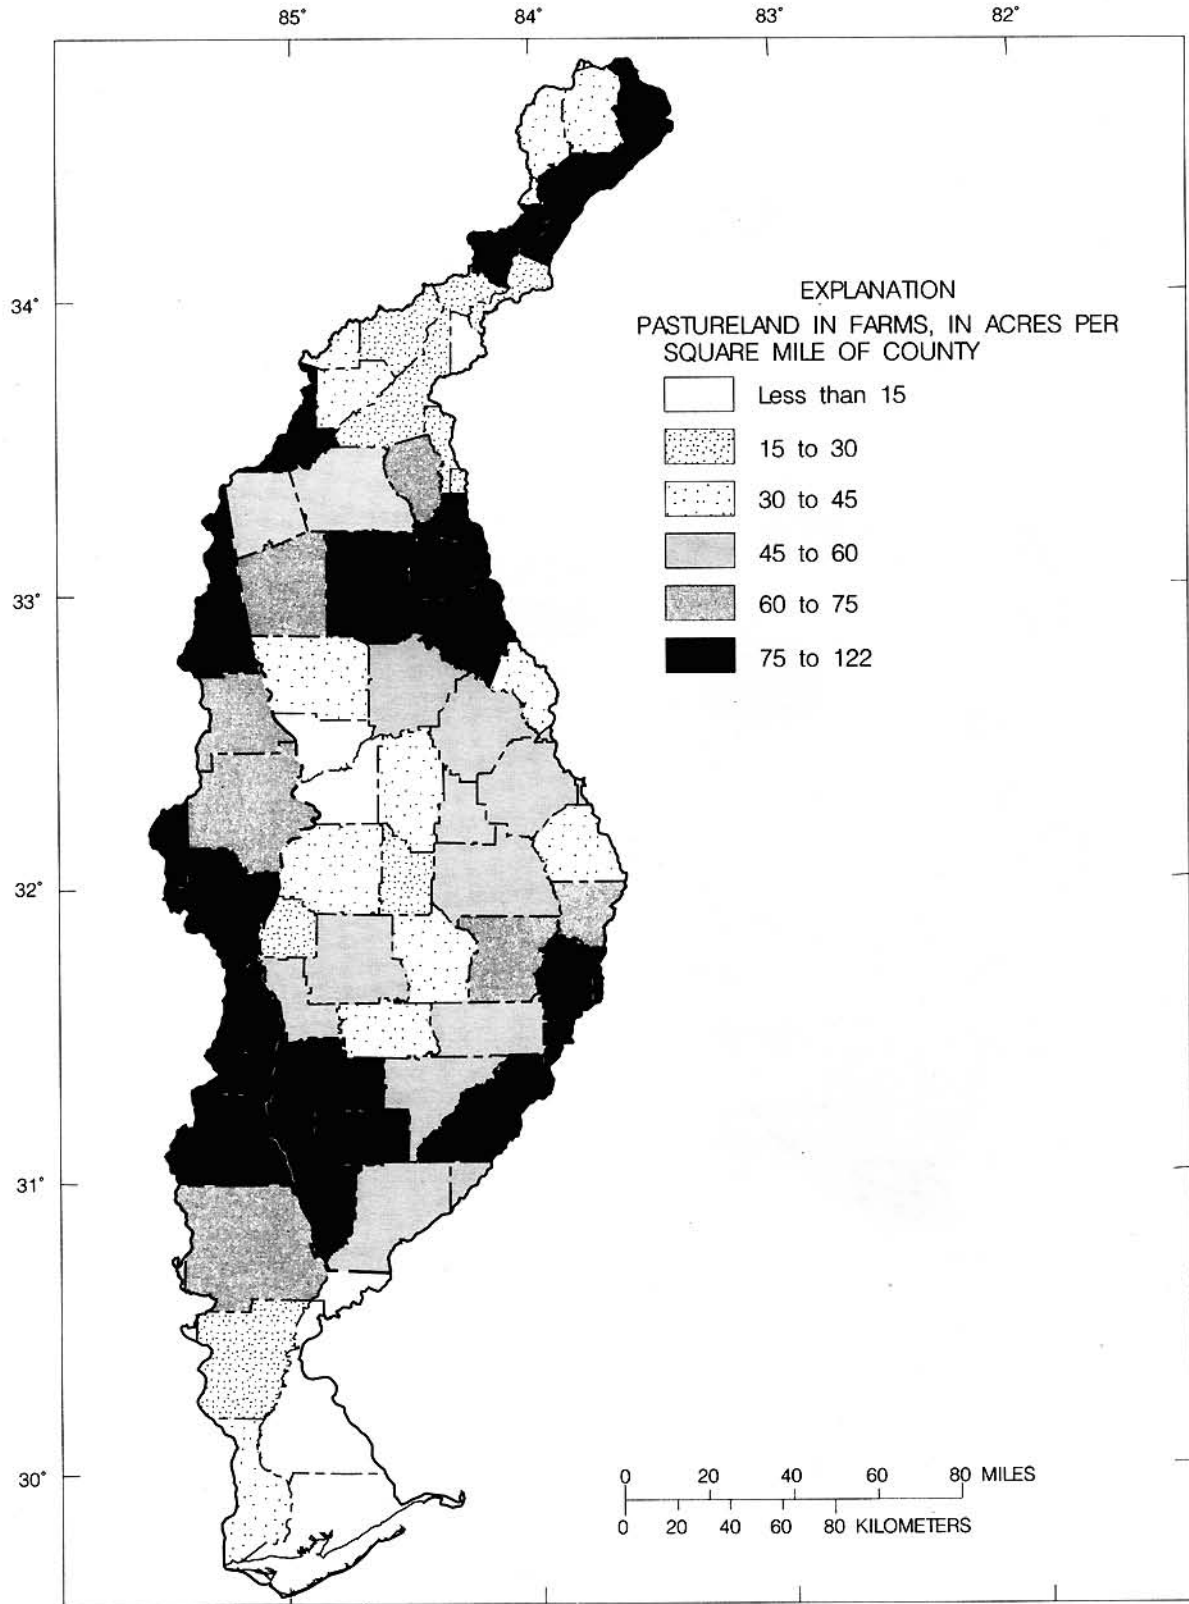 85° 84° 83° 82°
34°
33°
32°
31°
30°
EXPLANATION
PASTURELAND IN FARMS, IN ACRES PER
SQUARE MILE OF COUNTY
Less than 15
15 to 30
30 to 45
45 to 60
60 to 75
75 to 122
0 20 40 60 80 MILES
0 20 40 60 80 KILOMETERS